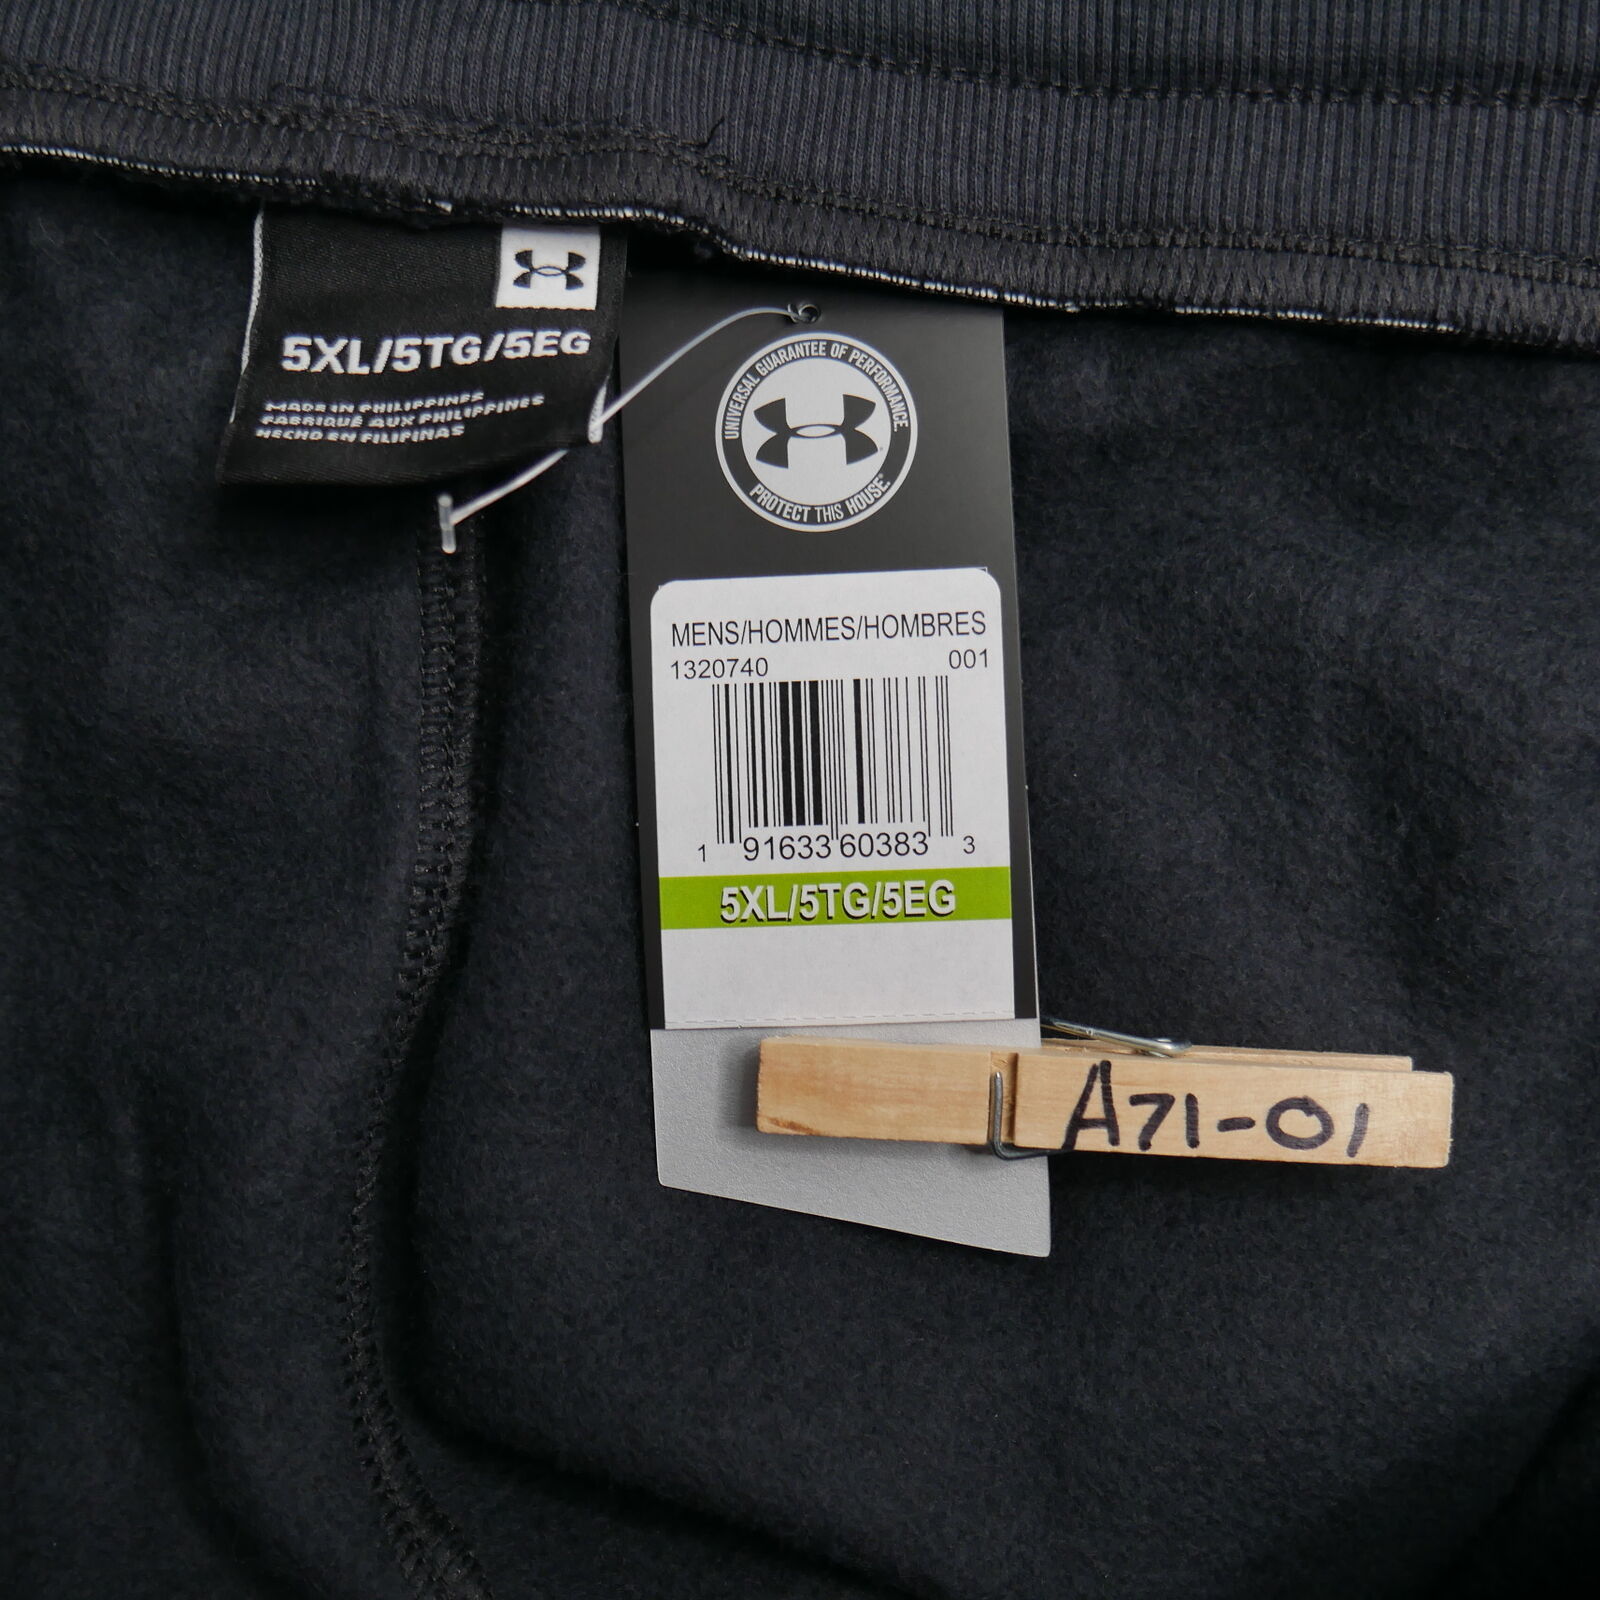 5XL/5TG/5EG
MADE IN PHILIPPINES
FABRIQUÉ AUX PHILIPPINES
HECHO EN FILIPINAS
UNIVERSAL GUARANTEE OF PERFORMANCE.
PROTECT THIS HOUSE.®
MENS/HOMMES/HOMBRES
1320740 001
1 91633 60383 3
5XL/5TG/5EG
A71-01